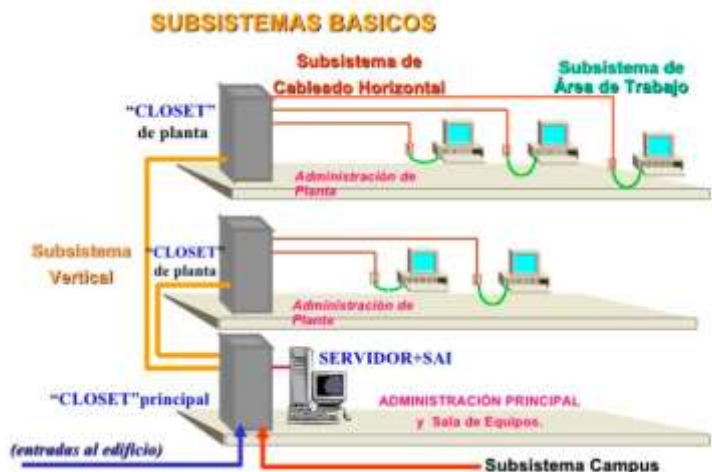 SUBSISTEMAS BASICOS
Subsistema de
Cableado Horizontal
Subsistema de
Área de Trabajo
“CLOSET”
de planta
Administración de
Planta
Subsistema
Vertical
“CLOSET”
de planta
Administración de
Planta
SERVIDOR+SAI
“CLOSET”principal
ADMINISTRACIÓN PRINCIPAL
y Sala de Equipos.
(entradas al edificio)
Subsistema Campus